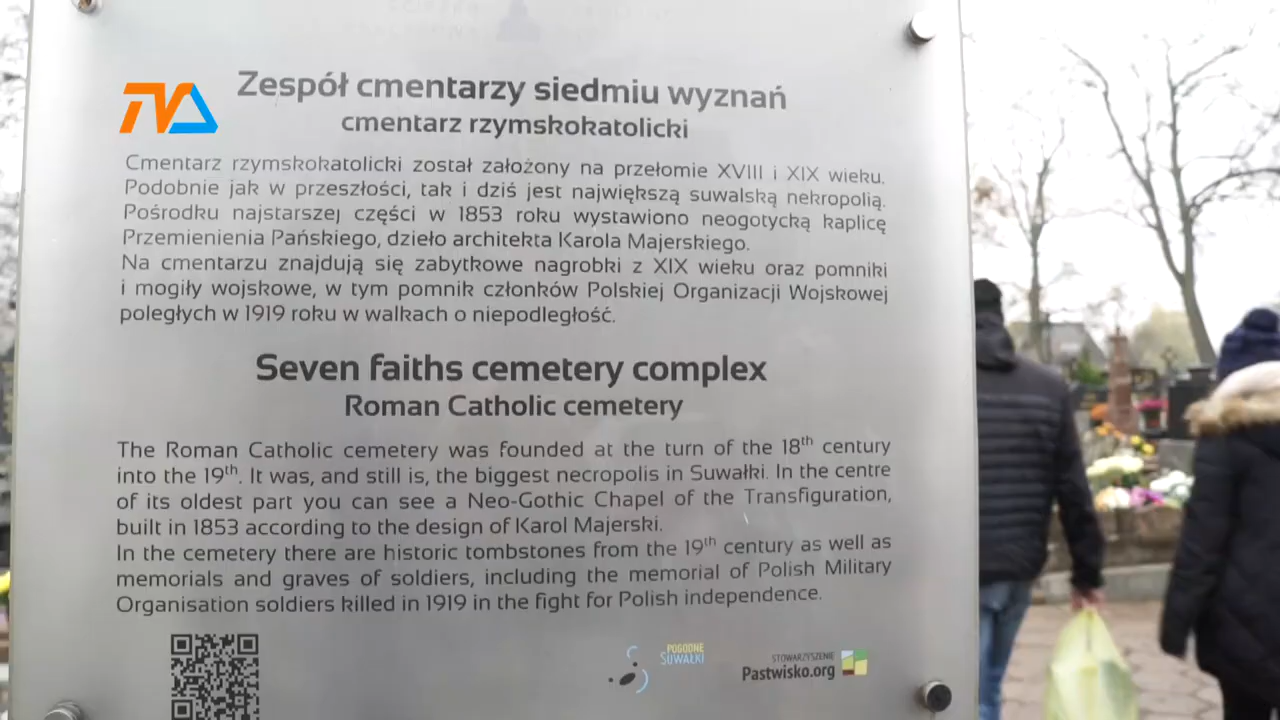 TVA
Zespół cmentarzy siedmiu wyznań
cmentarz rzymskokatolicki
Cmentarz rzymskokatolicki został założony na przełomie XVIII i XIX wieku.
Podobnie jak w przeszłości, tak i dziś jest największą suwalską nekropolią.
Pośrodku najstarszej części w 1853 roku wystawiono neogotycką kaplicę
Przemienienia Pańskiego, dzieło architekta Karola Majerskiego.
Na cmentarzu znajdują się zabytkowe nagrobki z XIX wieku oraz pomniki
i mogiły wojskowe, w tym pomnik członków Polskiej Organizacji Wojskowej
poległych w 1919 roku w walkach o niepodległość.
Seven faiths cemetery complex
Roman Catholic cemetery
The Roman Catholic cemetery was founded at the turn of the 18th century
into the 19th. It was, and still is, the biggest necropolis in Suwałki. In the centre
of its oldest part you can see a Neo-Gothic Chapel of the Transfiguration,
built in 1853 according to the design of Karol Majerski.
In the cemetery there are historic tombstones from the 19th century as well as
memorials and graves of soldiers, including the memorial of Polish Military
Organisation soldiers killed in 1919 in the fight for Polish independence.
POGODNE
SUWAŁKI
STOWARZYSZENIE
Pastwisko.org